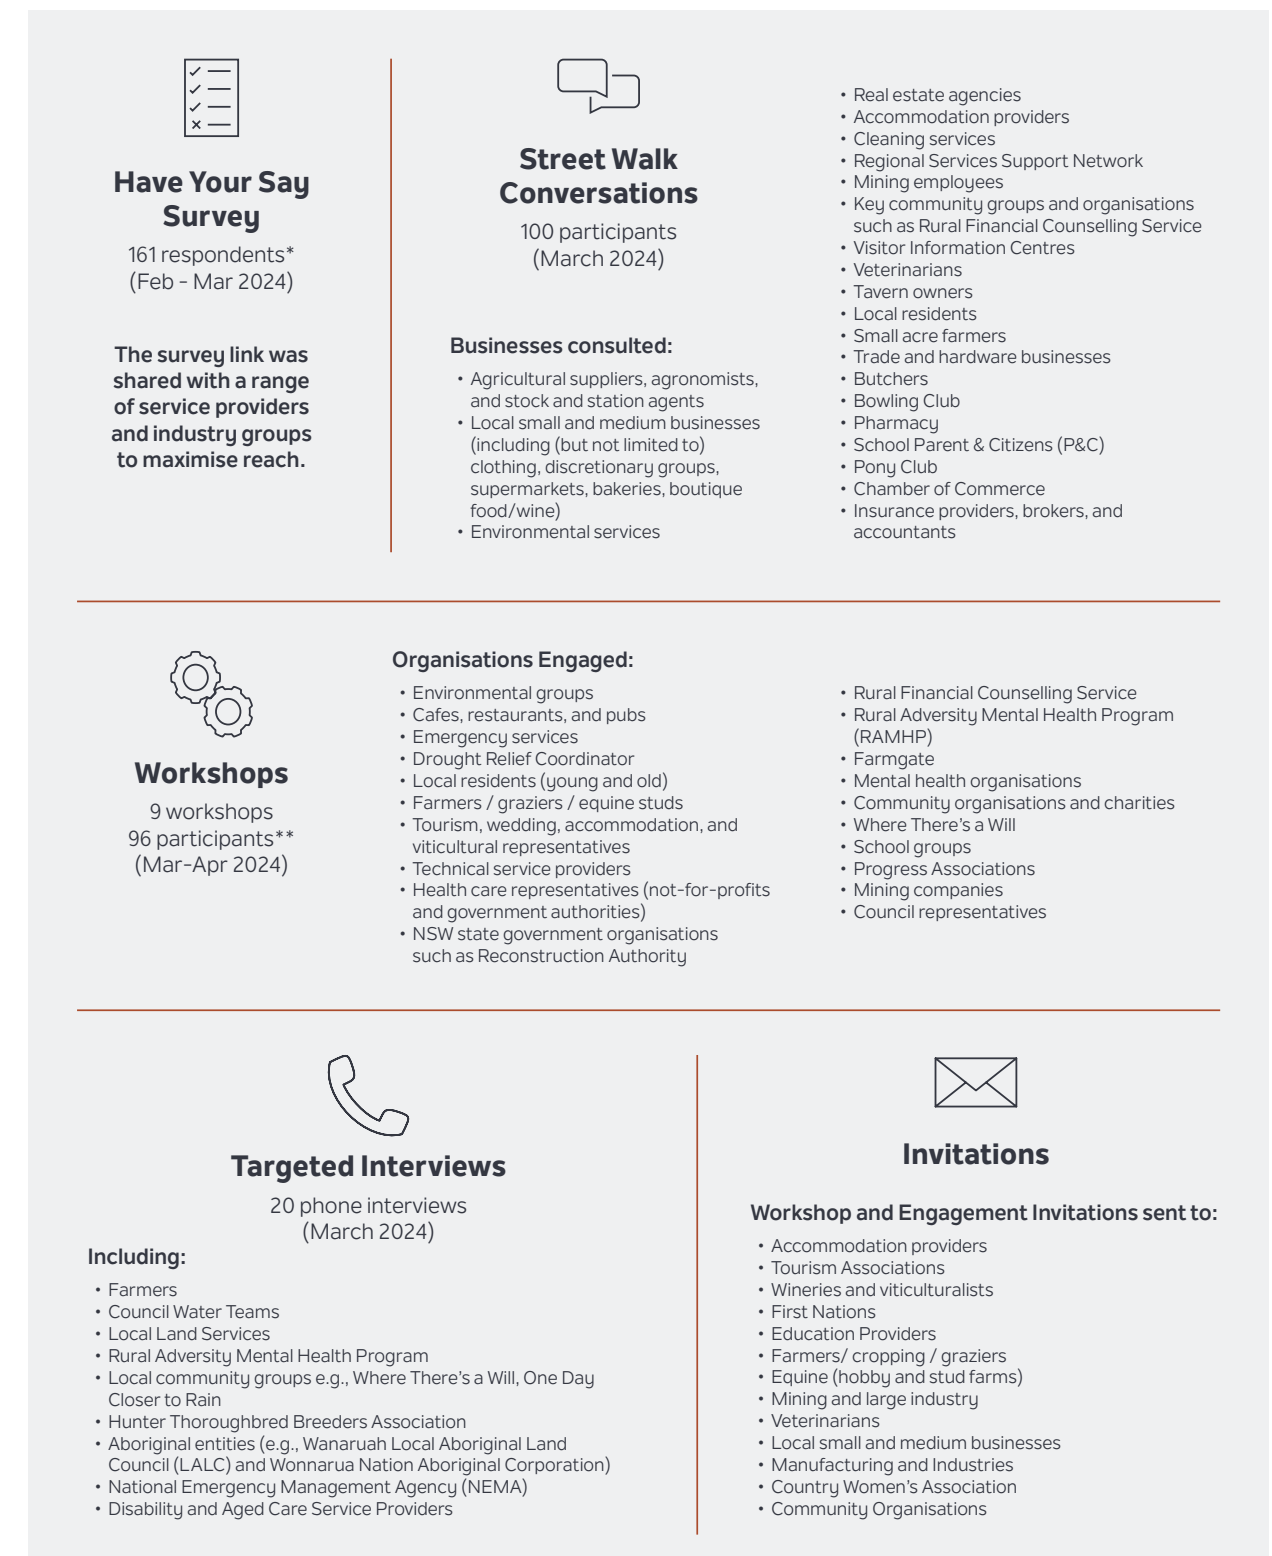 Have Your Say
Survey
161 respondents*
(Feb - Mar 2024)
The survey link was
shared with a range
of service providers
and industry groups
to maximise reach.
Street Walk
Conversations
100 participants
(March 2024)
Businesses consulted:
• Agricultural suppliers, agronomists,
and stock and station agents
• Local small and medium businesses
(including (but not limited to)
clothing, discretionary groups,
supermarkets, bakeries, boutique
food/wine)
• Environmental services
• Real estate agencies
• Accommodation providers
• Cleaning services
• Regional Services Support Network
• Mining employees
• Key community groups and organisations
such as Rural Financial Counselling Service
• Visitor Information Centres
• Veterinarians
• Tavern owners
• Local residents
• Small acre farmers
• Trade and hardware businesses
• Butchers
• Bowling Club
• Pharmacy
• School Parent & Citizens (P&C)
• Pony Club
• Chamber of Commerce
• Insurance providers, brokers, and
accountants
Workshops
9 workshops
96 participants**
(Mar-Apr 2024)
Organisations Engaged:
• Environmental groups
• Cafes, restaurants, and pubs
• Emergency services
• Drought Relief Coordinator
• Local residents (young and old)
• Farmers / graziers / equine studs
• Tourism, wedding, accommodation, and
viticultural representatives
• Technical service providers
• Health care representatives (not-for-profits
and government authorities)
• NSW state government organisations
such as Reconstruction Authority
• Rural Financial Counselling Service
• Rural Adversity Mental Health Program
(RAMHP)
• Farmgate
• Mental health organisations
• Community organisations and charities
• Where There's a Will
• School groups
• Progress Associations
• Mining companies
• Council representatives
Targeted Interviews
20 phone interviews
(March 2024)
Including:
• Farmers
• Council Water Teams
• Local Land Services
• Rural Adversity Mental Health Program
• Local community groups e.g., Where There's a Will, One Day
Closer to Rain
• Hunter Thoroughbred Breeders Association
• Aboriginal entities (e.g., Wanaruah Local Aboriginal Land
Council (LALC) and Wonnarua Nation Aboriginal Corporation)
• National Emergency Management Agency (NEMA)
• Disability and Aged Care Service Providers
Invitations
Workshop and Engagement Invitations sent to:
• Accommodation providers
• Tourism Associations
• Wineries and viticulturalists
• First Nations
• Education Providers
• Farmers/ cropping / graziers
• Equine (hobby and stud farms)
• Mining and large industry
• Veterinarians
• Local small and medium businesses
• Manufacturing and Industries
• Country Women's Association
• Community Organisations